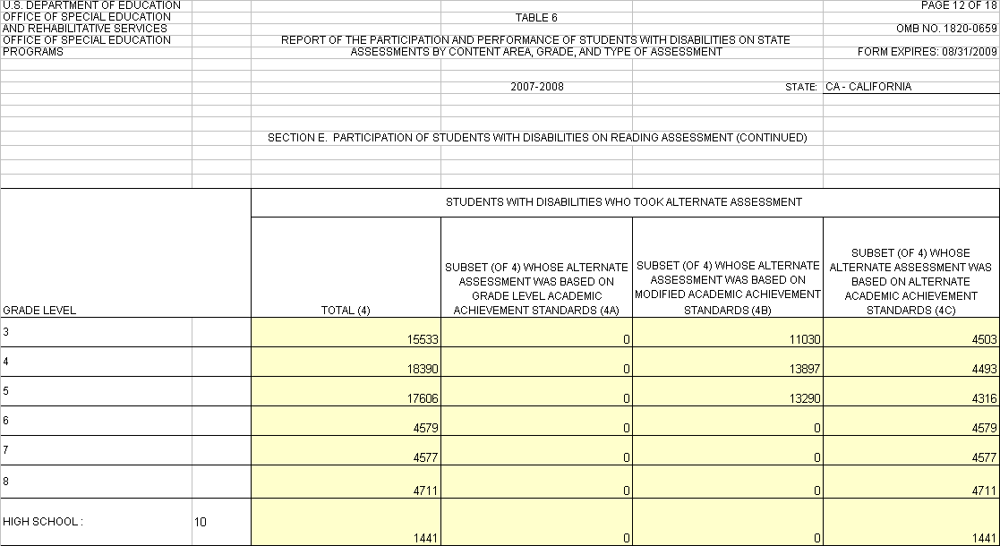 U.S. DEPARTMENT OF EDUCATION
OFFICE OF SPECIAL EDUCATION
AND REHABILITATIVE SERVICES
OFFICE OF SPECIAL EDUCATION
PROGRAMS
TABLE 6
REPORT OF THE PARTICIPATION AND PERFORMANCE OF STUDENTS WITH DISABILITIES ON STATE
ASSESSMENTS BY CONTENT AREA, GRADE, AND TYPE OF ASSESSMENT
PAGE 12 OF 18
OMB NO. 1820-0659
FORM EXPIRES: 08/31/2009
2007-2008
STATE: CA - CALIFORNIA
SECTION E. PARTICIPATION OF STUDENTS WITH DISABILITIES ON READING ASSESSMENT (CONTINUED)
STUDENTS WITH DISABILITIES WHO TOOK ALTERNATE ASSESSMENT
GRADE LEVEL
TOTAL (4)
SUBSET (OF 4) WHOSE ALTERNATE
ASSESSMENT WAS BASED ON
GRADE LEVEL ACADEMIC
ACHIEVEMENT STANDARDS (4A)
SUBSET (OF 4) WHOSE ALTERNATE
ASSESSMENT WAS BASED ON
MODIFIED ACADEMIC ACHIEVEMENT
STANDARDS (4B)
SUBSET (OF 4) WHOSE
ALTERNATE ASSESSMENT WAS
BASED ON ALTERNATE
ACADEMIC ACHIEVEMENT
STANDARDS (4C)
3 15533 0 11030 4503
4 18390 0 13897 4493
5 17606 0 13290 4316
6 4579 0 0 4579
7 4577 0 0 4577
8 4711 0 0 4711
HIGH SCHOOL : 10 1441 0 0 1441